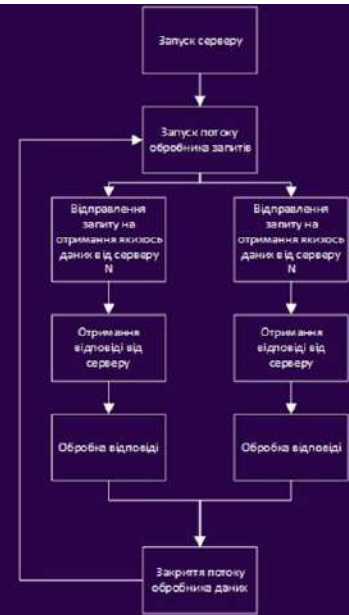 Запуск серверу
Запуск потоку
обробника запитів
Відправлення
запиту на
отримання якихось
даних від серверу
N
Відправлення
запиту на
отримання якихось
даних від серверу
N
Отримання
відповіді від
серверу
Отримання
відповіді від
серверу
Обробка відповіді
Обробка відповіді
Закриття потоку
обробника даних